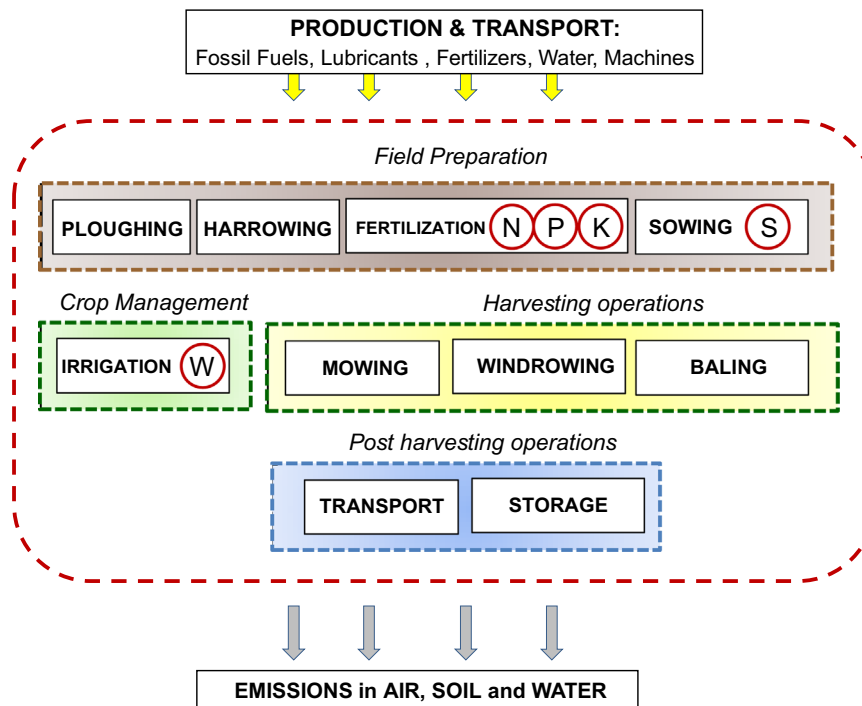 PRODUCTION & TRANSPORT:
Fossil Fuels, Lubricants , Fertilizers, Water, Machines
Field Preparation
PLOUGHING
HARROWING
FERTILIZATION N P K
SOWING S
Crop Management
IRRIGATION W
Harvesting operations
MOWING
WINDROWING
BALING
Post harvesting operations
TRANSPORT
STORAGE
EMISSIONS in AIR, SOIL and WATER